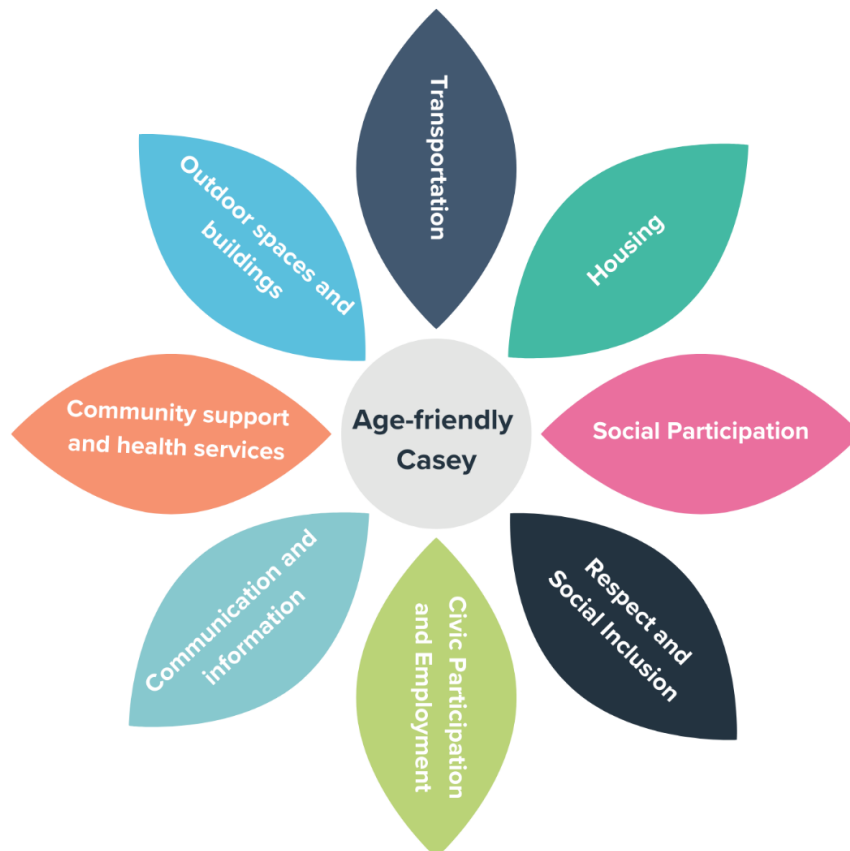 Transportation
Housing
Social Participation
Respect and
Social Inclusion
Civic Participation
and Employment
Communication and
information
Community support
and health services
Outdoor spaces and
buildings
Age-friendly
Casey